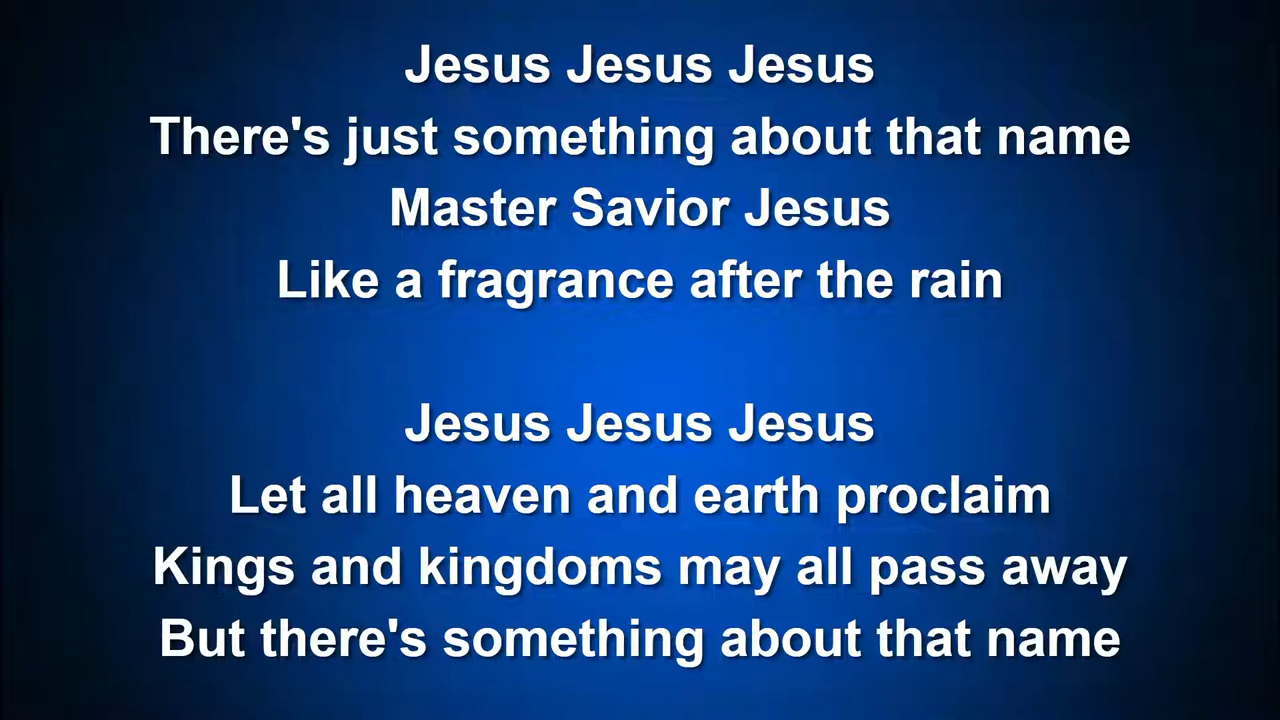 Jesus Jesus Jesus
There's just something about that name
Master Savior Jesus
Like a fragrance after the rain
Jesus Jesus Jesus
Let all heaven and earth proclaim
Kings and kingdoms may all pass away
But there's something about that name